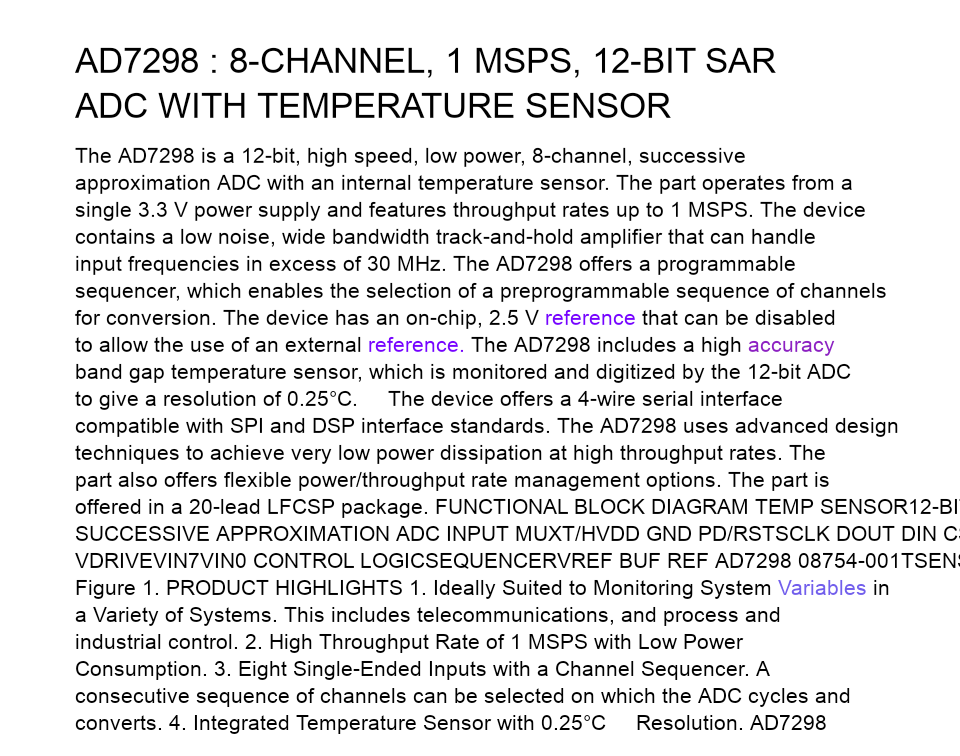 AD7298 : 8-CHANNEL, 1 MSPS, 12-BIT SAR
ADC WITH TEMPERATURE SENSOR
The AD7298 is a 12-bit, high speed, low power, 8-channel, successive
approximation ADC with an internal temperature sensor. The part operates from a
single 3.3 V power supply and features throughput rates up to 1 MSPS. The device
contains a low noise, wide bandwidth track-and-hold amplifier that can handle
input frequencies in excess of 30 MHz. The AD7298 offers a programmable
sequencer, which enables the selection of a preprogrammable sequence of channels
for conversion. The device has an on-chip, 2.5 V reference that can be disabled
to allow the use of an external reference. The AD7298 includes a high accuracy
band gap temperature sensor, which is monitored and digitized by the 12-bit ADC
to give a resolution of 0.25°C. The device offers a 4-wire serial interface
compatible with SPI and DSP interface standards. The AD7298 uses advanced design
techniques to achieve very low power dissipation at high throughput rates. The
part also offers flexible power/throughput rate management options. The part is
offered in a 20-lead LFCSP package. FUNCTIONAL BLOCK DIAGRAM TEMP SENSOR12-BI
SUCCESSIVE APPROXIMATION ADC INPUT MUXT/HVDD GND PD/RSTSCLK DOUT DIN C
VDRIVEVIN7VIN0 CONTROL LOGICSEQUENCERVREF BUF REF AD7298 08754-001TSEN
Figure 1. PRODUCT HIGHLIGHTS 1. Ideally Suited to Monitoring System Variables in
a Variety of Systems. This includes telecommunications, and process and
industrial control. 2. High Throughput Rate of 1 MSPS with Low Power
Consumption. 3. Eight Single-Ended Inputs with a Channel Sequencer. A
consecutive sequence of channels can be selected on which the ADC cycles and
converts. 4. Integrated Temperature Sensor with 0.25°C Resolution. AD7298